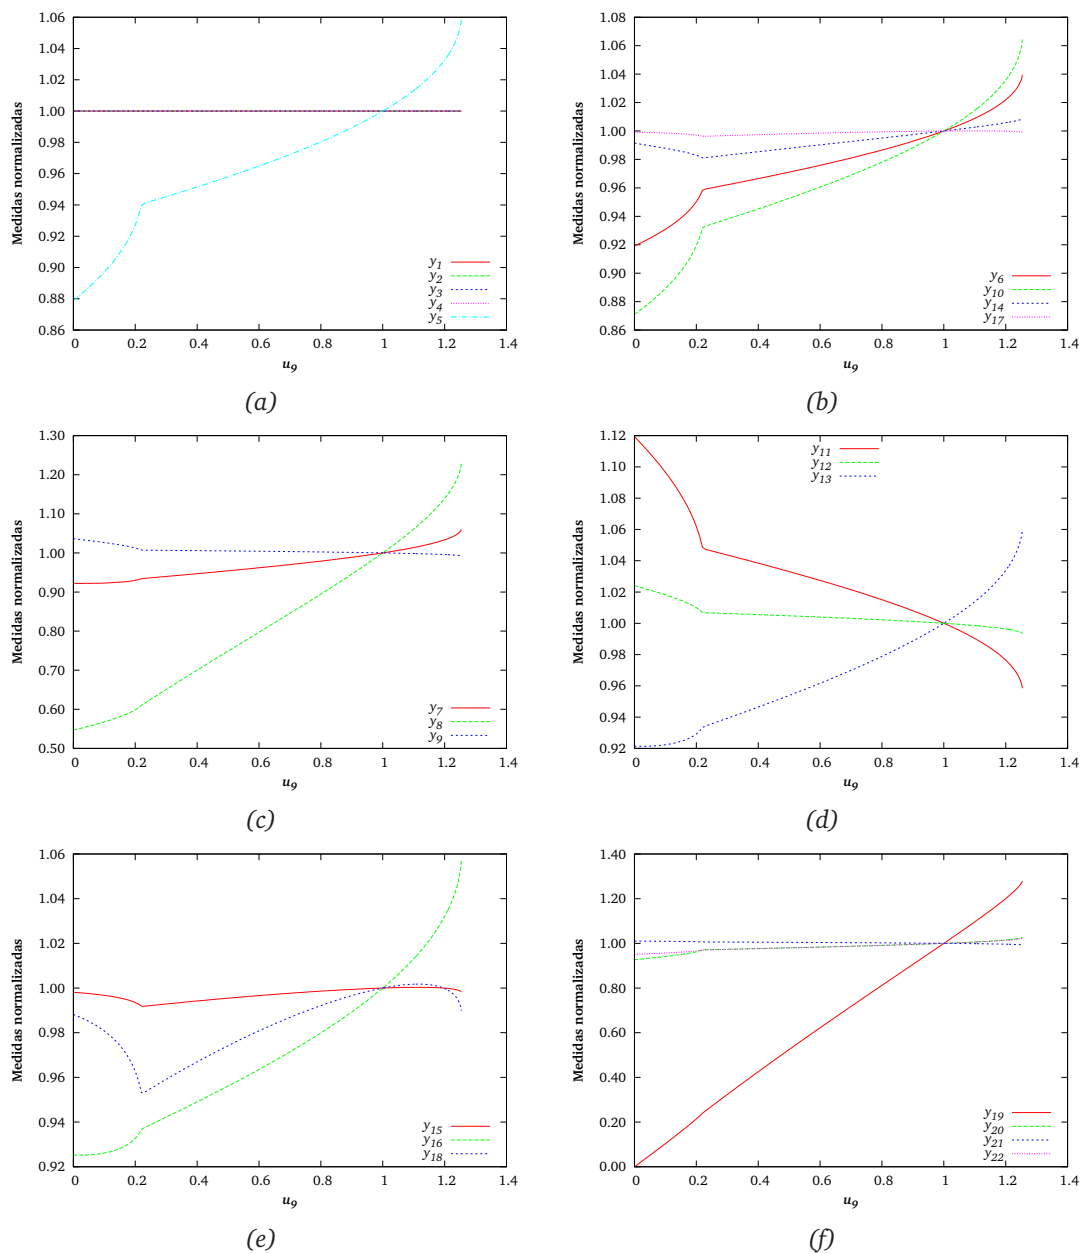 1.06
1.04
1.02
1.00
0.98
0.96
0.94
0.92
0.90
0.88
0.86
Medidas normalizadas
y1
y2
y3
y4
y5
0 0.2 0.4 0.6 0.8 1 1.2 1.4
u9
(a)
1.08
1.06
1.04
1.02
1.00
0.98
0.96
0.94
0.92
0.90
0.88
0.86
Medidas normalizadas
y6
y10
y14
y17
0 0.2 0.4 0.6 0.8 1 1.2 1.4
u9
(b)
1.30
1.20
1.10
1.00
0.90
0.80
0.70
0.60
0.50
Medidas normalizadas
y7
y8
y9
0 0.2 0.4 0.6 0.8 1 1.2 1.4
u9
(c)
1.12
1.10
1.08
1.06
1.04
1.02
1.00
0.98
0.96
0.94
0.92
Medidas normalizadas
y11
y12
y13
0 0.2 0.4 0.6 0.8 1 1.2 1.4
u9
(d)
1.06
1.04
1.02
1.00
0.98
0.96
0.94
0.92
Medidas normalizadas
y15
y16
y18
0 0.2 0.4 0.6 0.8 1 1.2 1.4
u9
(e)
1.40
1.20
1.00
0.80
0.60
0.40
0.20
0.00
Medidas normalizadas
y19
y20
y21
y22
0 0.2 0.4 0.6 0.8 1 1.2 1.4
u9
(f)